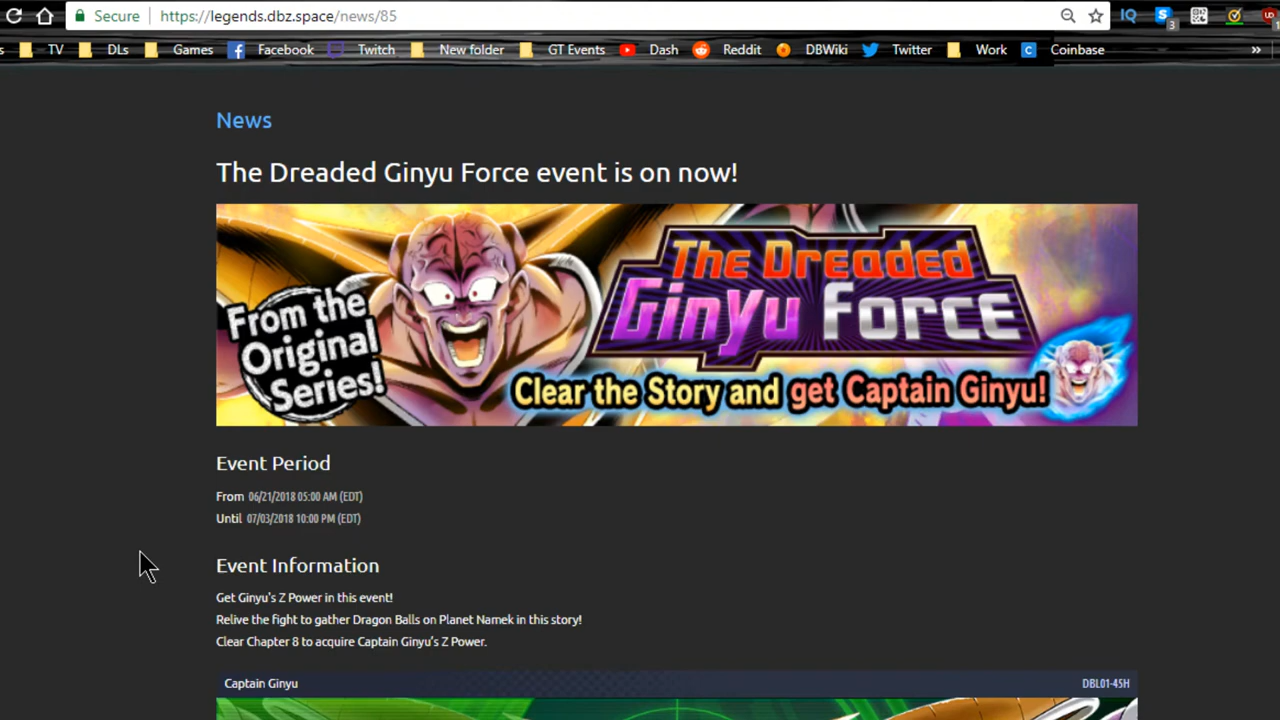 Secure https://legends.dbz.space/news/85
s TV DLs Games Facebook Twitch New folder GT Events Dash Reddit DBWiki Twitter Work Coinbase »
News
The Dreaded Ginyu Force event is on now!
From the
Original
Series!
The Dreaded
Ginyu Force
Clear the Story and get Captain Ginyu!
Event Period
From 06/21/2018 05:00 AM (EDT)
Until 07/03/2018 10:00 PM (EDT)
Event Information
Get Ginyu's Z Power in this event!
Relive the fight to gather Dragon Balls on Planet Namek in this story!
Clear Chapter 8 to acquire Captain Ginyu's Z Power.
Captain Ginyu DBL01-45H